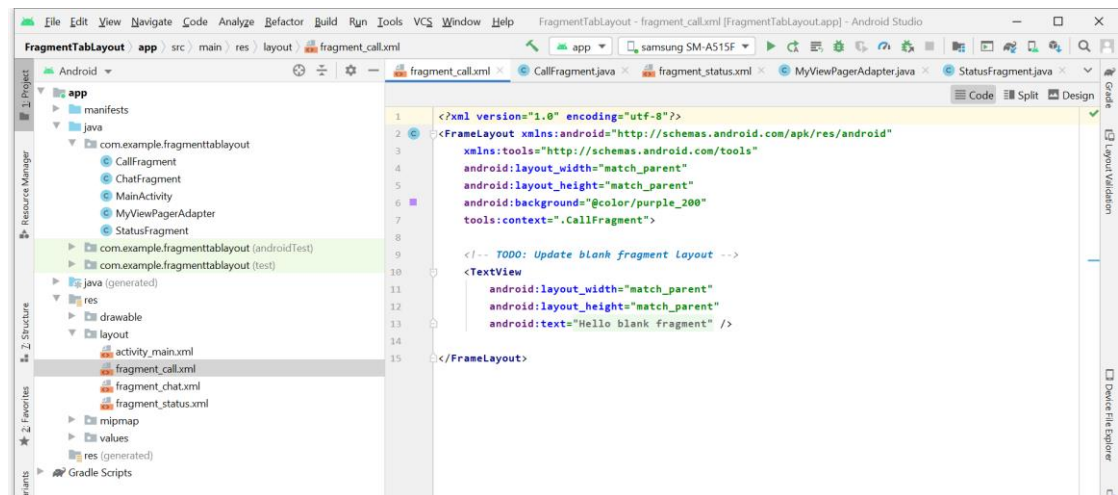 File Edit View Navigate Code Analyze Refactor Build Run Tools VCS Window Help FragmentTabLayout - fragment_call.xml [FragmentTabLayout.app] - Android Studio
FragmentTabLayout app src main res layout fragment_call.xml app samsung SM-A515F
Android
fragment_call.xml CallFragment.java fragment_status.xml MyViewPagerAdapter.java StatusFragment.java
Code Split Design
1: Project
Resource Manager
Z: Structure
2: Favorites
riants
app
manifests
java
com.example.fragmenttablayout
CallFragment
ChatFragment
MainActivity
MyViewPagerAdapter
StatusFragment
com.example.fragmenttablayout (androidTest)
com.example.fragmenttablayout (test)
java (generated)
res
drawable
layout
activity_main.xml
fragment_call.xml
fragment_chat.xml
fragment_status.xml
mipmap
values
res (generated)
Gradle Scripts
1 <?xml version="1.0" encoding="utf-8"?>
2 <FrameLayout xmlns:android="http://schemas.android.com/apk/res/android"
3 xmlns:tools="http://schemas.android.com/tools"
4 android:layout_width="match_parent"
5 android:layout_height="match_parent"
6 android:background="@color/purple_200"
7 tools:context=".CallFragment">
8
9 <!-- TODO: Update blank fragment layout -->
10 <TextView
11 android:layout_width="match_parent"
12 android:layout_height="match_parent"
13 android:text="Hello blank fragment" />
14
15 </FrameLayout>
Gradle
Layout Validation
Device File Explorer